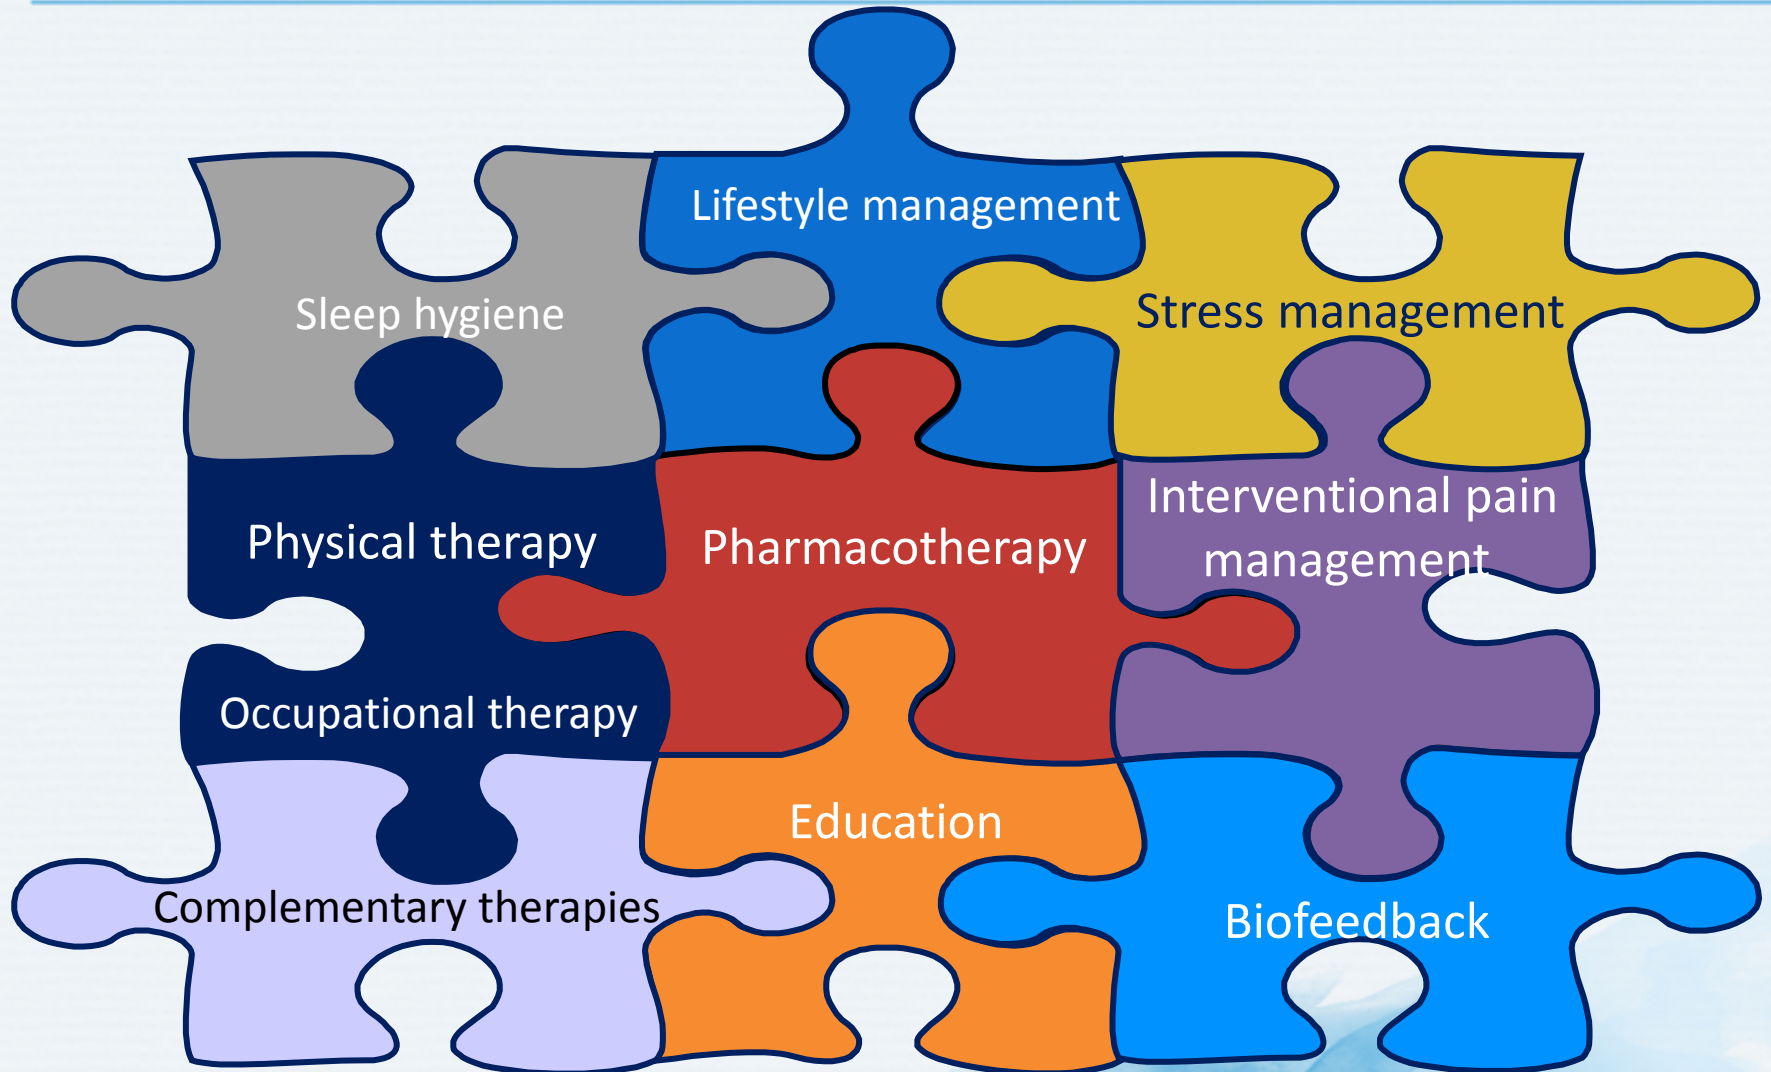 Lifestyle management
Sleep hygiene
Stress management
Physical therapy
Pharmacotherapy
Interventional pain
management
Occupational therapy
Education
Complementary therapies
Biofeedback